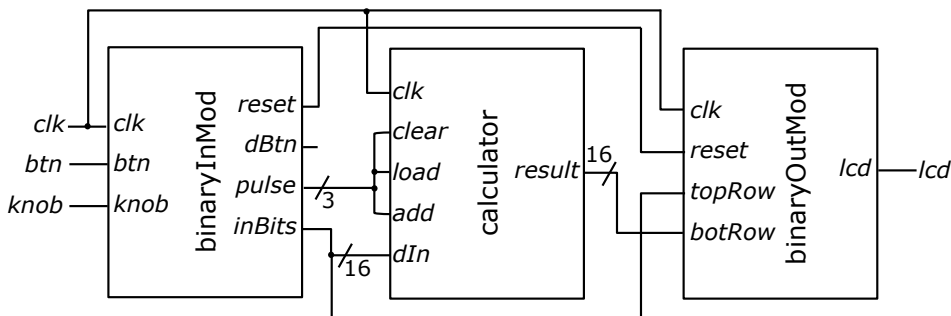 clk
btn
knob
clk
btn
knob
binaryInMod
reset
dBtn
pulse
inBits
3
16
clk
clear
load
add
dIn
calculator
result
16
clk
reset
topRow
botRow
binaryOutMod
lcd
lcd